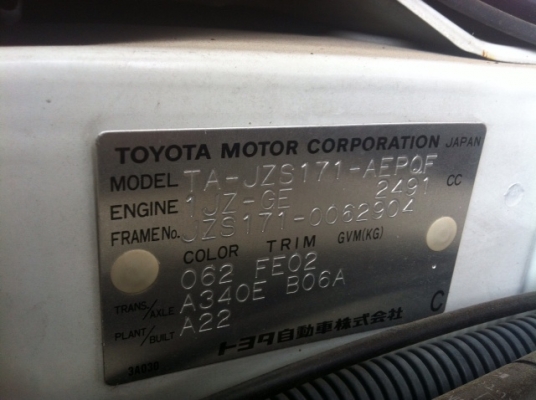 TOYOTA MOTOR CORPORATION JAPAN
MODEL TA-JZS171-AEPQF
ENGINE 1JZ-GE 2491 CC
FRAME No. JZS171-0062904
COLOR TRIM GVM(KG)
062 FE02
TRANS/AXLE A340E B06A
PLANT/BUILT A22 C
トヨタ自動車株式会社
3A030